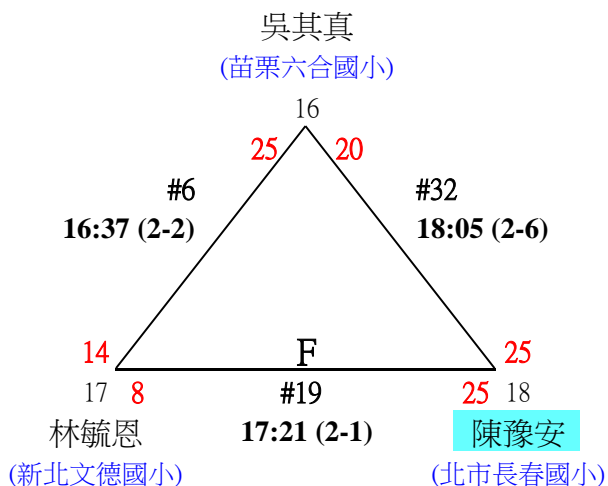 吳其真
(苗栗六合國小)
16
25 20
#6 #32
16:37 (2-2) 18:05 (2-6)
14 F 25
17 8 #19 25 18
林毓恩 17:21 (2-1) 陳豫安
(新北文德國小) (北市長春國小)